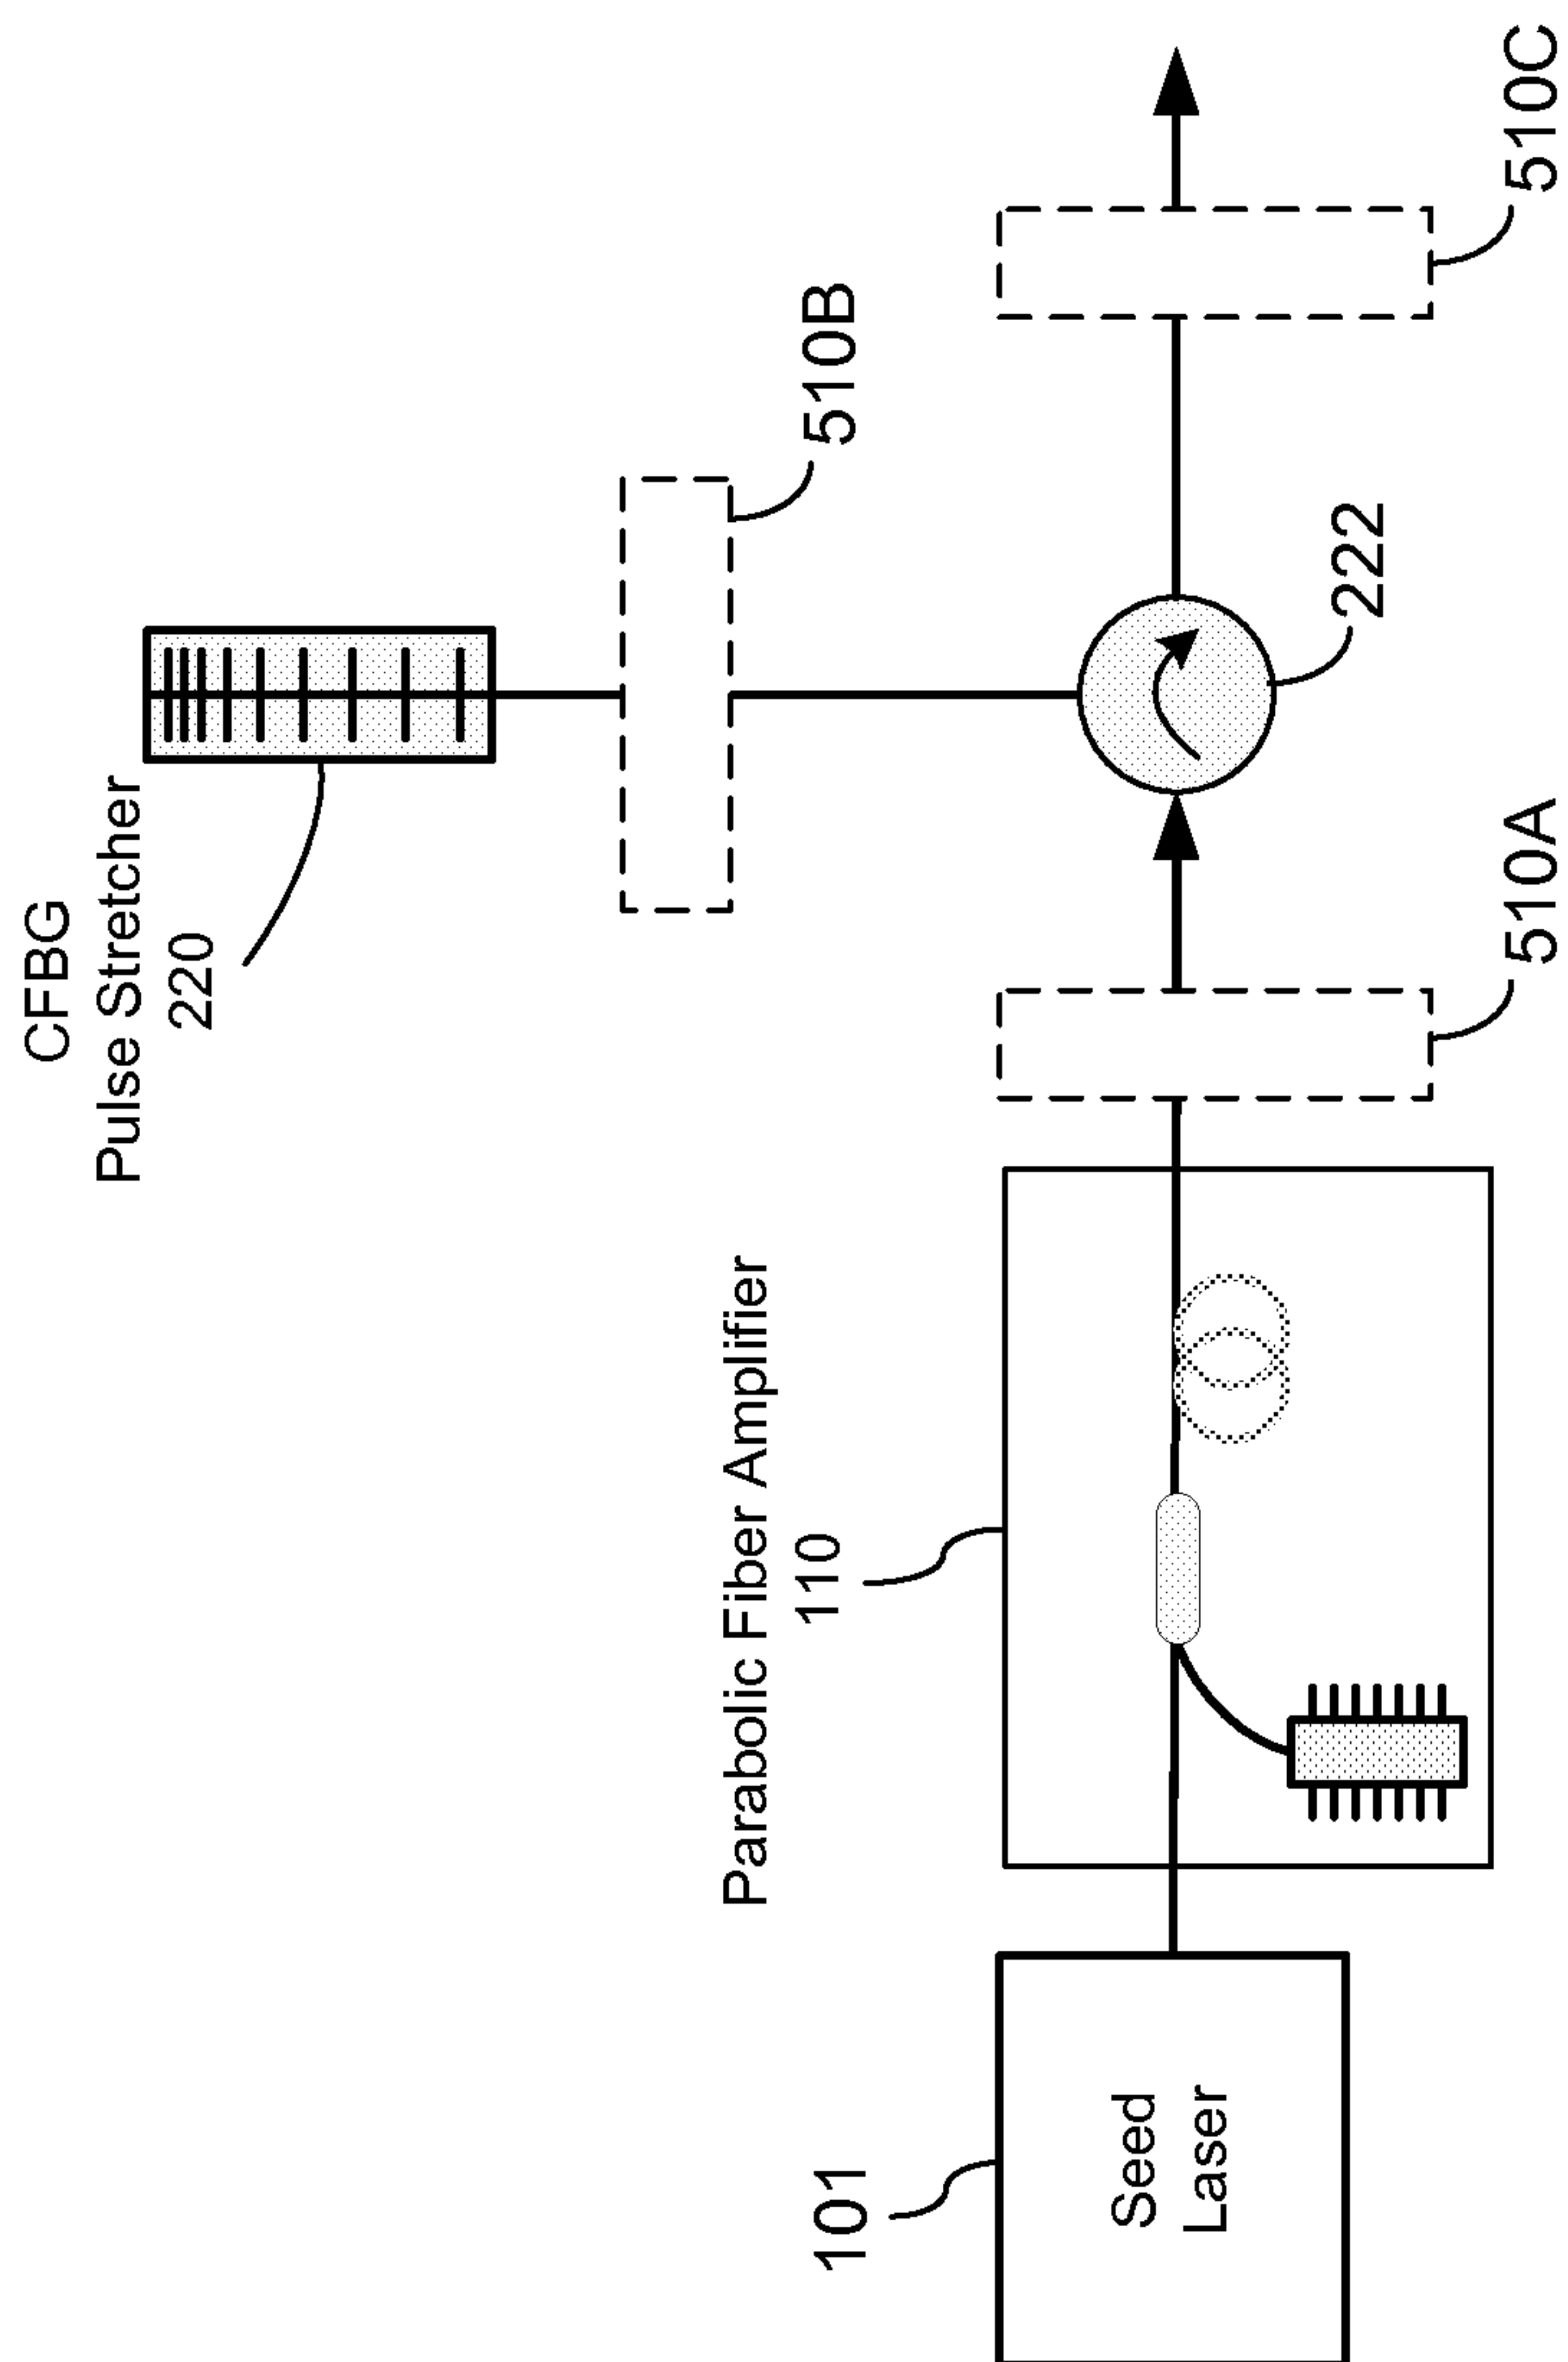 CFBG
Pulse Stretcher
220
510B
510C
222
510A
Parabolic Fiber Amplifier
110
101
Seed
Laser